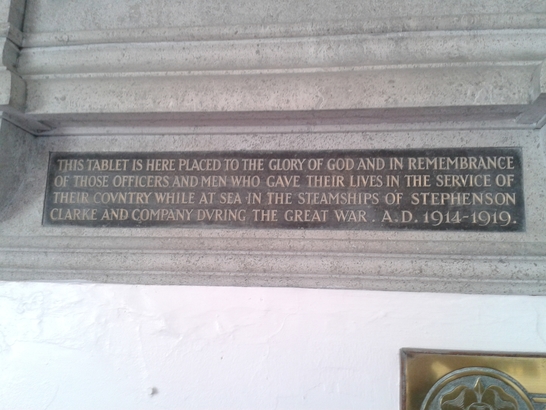 THIS TABLET IS HERE PLACED TO THE GLORY OF GOD AND IN REMEMBRANCE
OF THOSE OFFICERS AND MEN WHO GAVE THEIR LIVES IN THE SERVICE OF
THEIR COVNTRY WHILE AT SEA IN THE STEAMSHIPS OF STEPHENSON
CLARKE AND COMPANY DVRING THE GREAT WAR. A.D. 1914-1919.